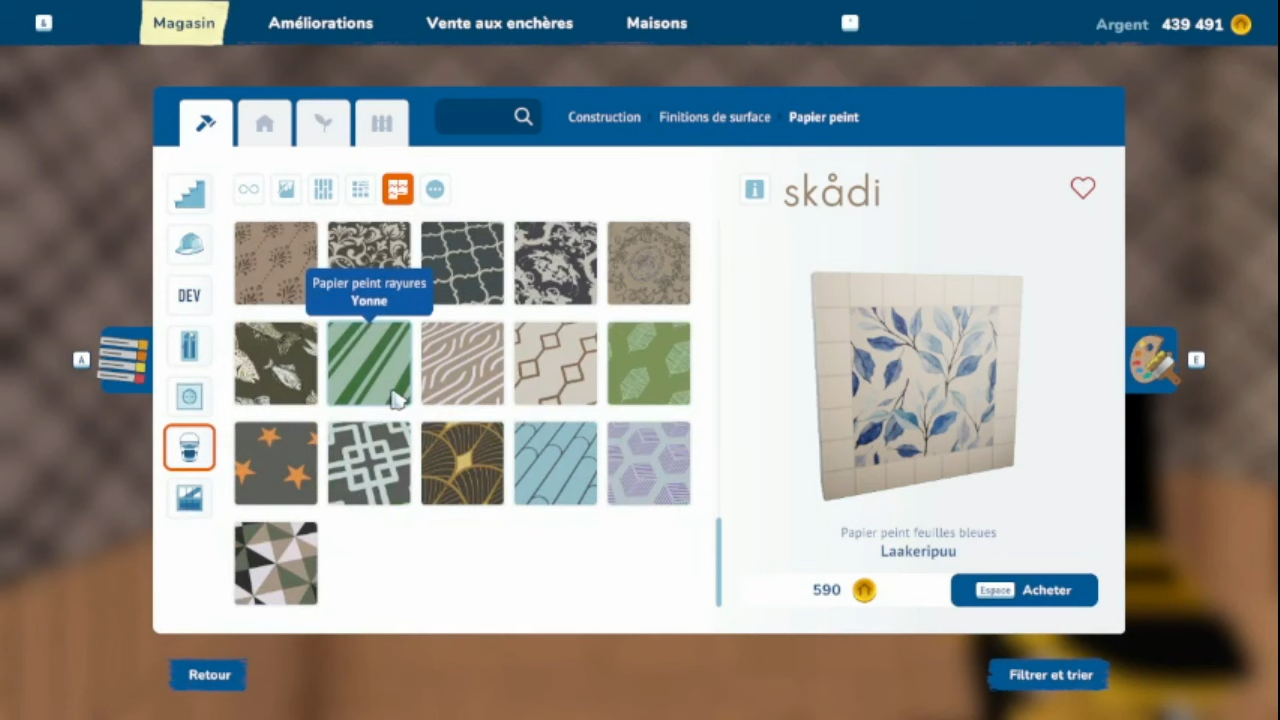 &
Magasin
Améliorations
Vente aux enchères
Maisons
Argent 439 491
Construction
Finitions de surface
Papier peint
DEV
skådi
Papier peint rayures
Yonne
A
E
Papier peint feuilles bleues
Laakeripuu
590
Espace Acheter
Retour
Filtrer et trier